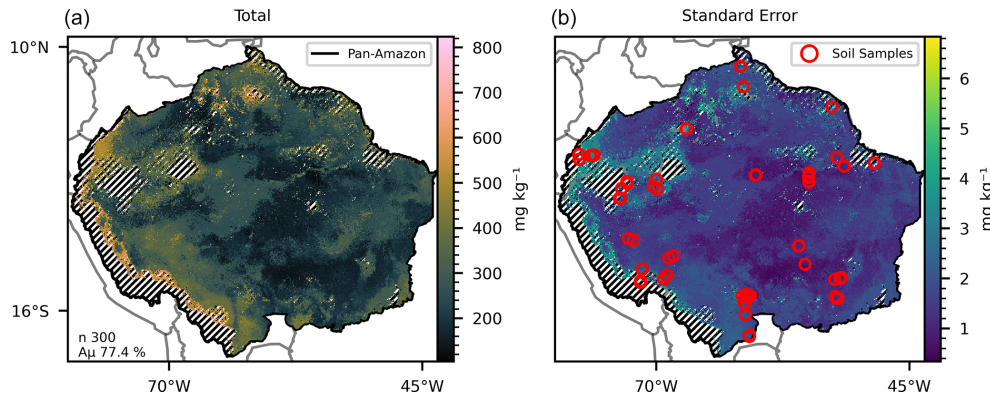 (a)
Total
Pan-Amazon
10°N
16°S
n 300
Aμ 77.4 %
70°W
45°W
800
700
600
500
400
300
200
mg kg⁻¹
(b)
Standard Error
Soil Samples
70°W
45°W
6
5
4
3
2
1
mg kg⁻¹